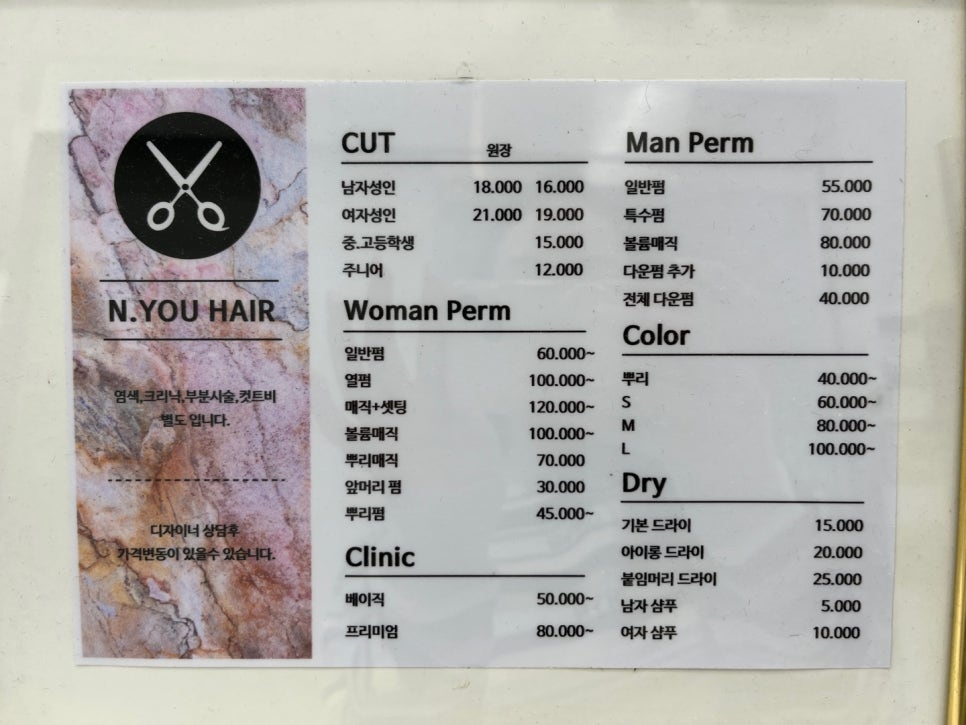 N.YOU HAIR
염색,크리닉,부분시술,컷트비
별도 입니다.
디자이너 상담후
가격변동이 있을수 있습니다.
CUT 원장
남자성인 18.000 16.000
여자성인 21.000 19.000
중.고등학생 15.000
주니어 12.000
Woman Perm
일반펌 60.000~
열펌 100.000~
매직+셋팅 120.000~
볼륨매직 100.000~
뿌리매직 70.000
앞머리 펌 30.000
뿌리펌 45.000~
Clinic
베이직 50.000~
프리미엄 80.000~
Man Perm
일반펌 55.000
특수펌 70.000
볼륨매직 80.000
다운펌 추가 10.000
전체 다운펌 40.000
Color
뿌리 40.000~
S 60.000~
M 80.000~
L 100.000~
Dry
기본 드라이 15.000
아이롱 드라이 20.000
붙임머리 드라이 25.000
남자 샴푸 5.000
여자 샴푸 10.000